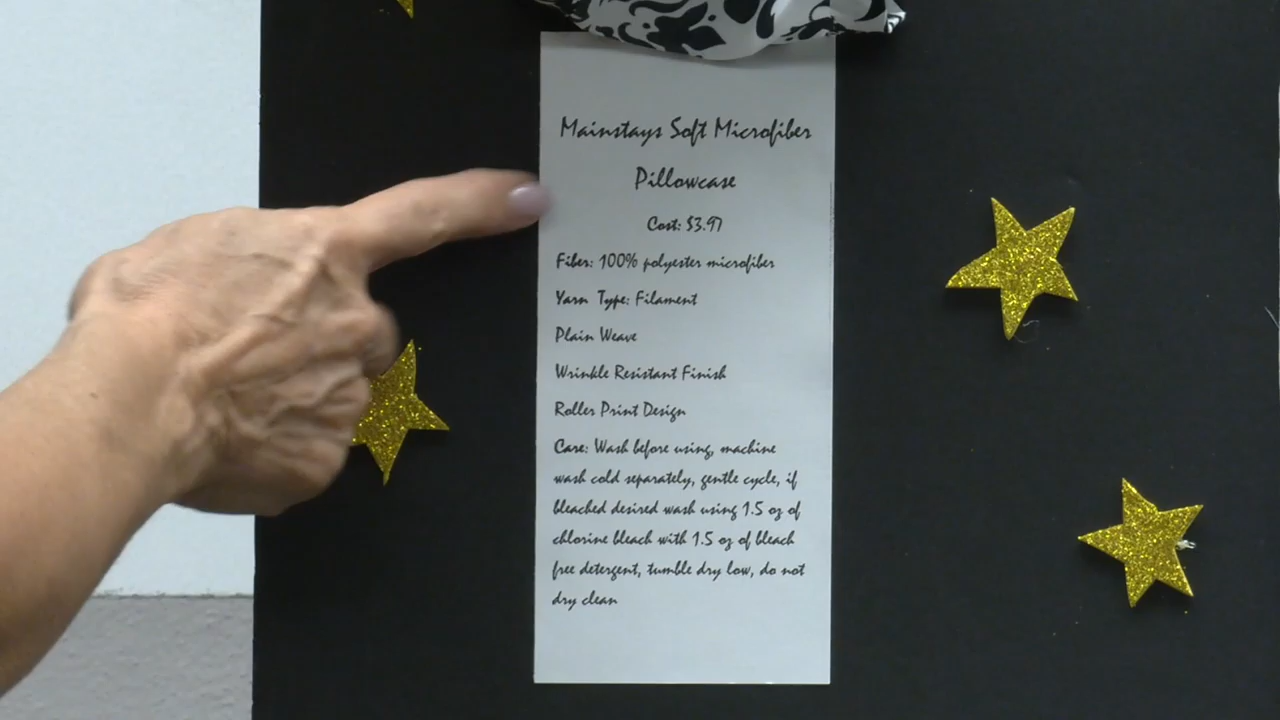 Mainstays Soft Microfiber
Pillowcase
Cost: $3.97
Fiber: 100% polyester microfiber
Yarn Type: Filament
Plain Weave
Wrinkle Resistant Finish
Roller Print Design
Care: Wash before using, machine
wash cold separately, gentle cycle, if
bleached desired wash using 1.5 oz of
chlorine bleach with 1.5 oz of bleach
free detergent, tumble dry low, do not
dry clean